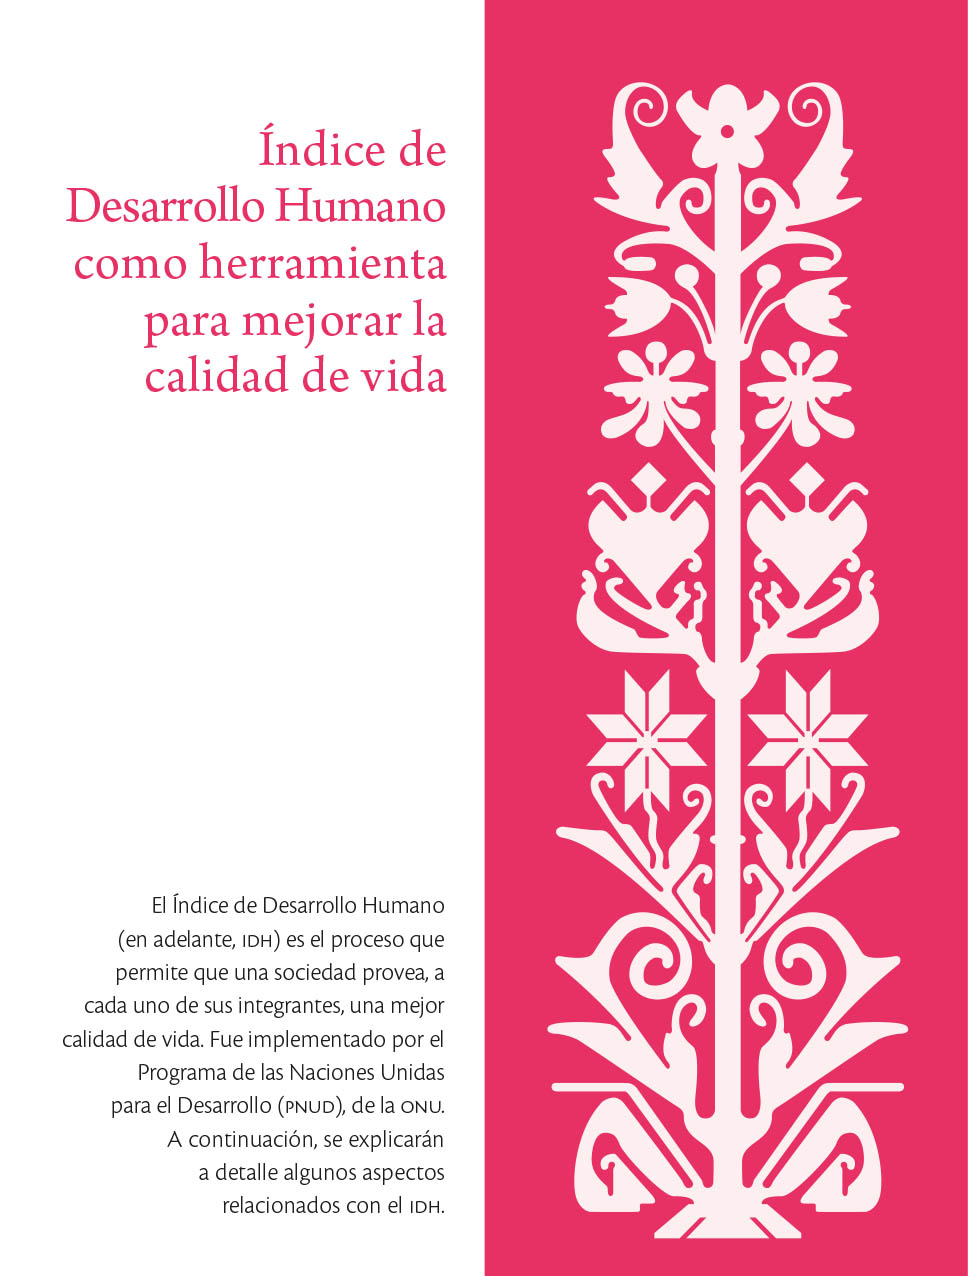 Índice de
Desarrollo Humano
como herramienta
para mejorar la
calidad de vida
El Índice de Desarrollo Humano
(en adelante, IDH) es el proceso que
permite que una sociedad provea, a
cada uno de sus integrantes, una mejor
calidad de vida. Fue implementado por el
Programa de las Naciones Unidas
para el Desarrollo (PNUD), de la ONU.
A continuación, se explicarán
a detalle algunos aspectos
relacionados con el IDH.